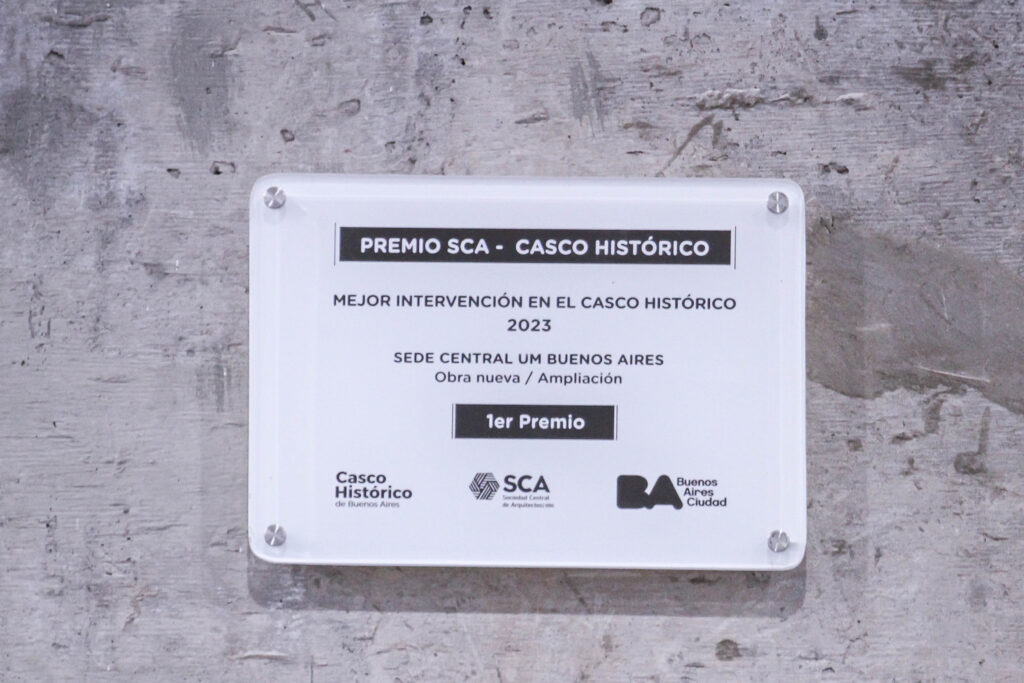 PREMIO SCA - CASCO HISTÓRICO
MEJOR INTERVENCIÓN EN EL CASCO HISTÓRICO
2023
SEDE CENTRAL UM BUENOS AIRES
Obra nueva / Ampliación
1er Premio
Casco
Histórico
de Buenos Aires
SCA
Sociedad Central
de Arquitectos
BA
Buenos
Aires
Ciudad